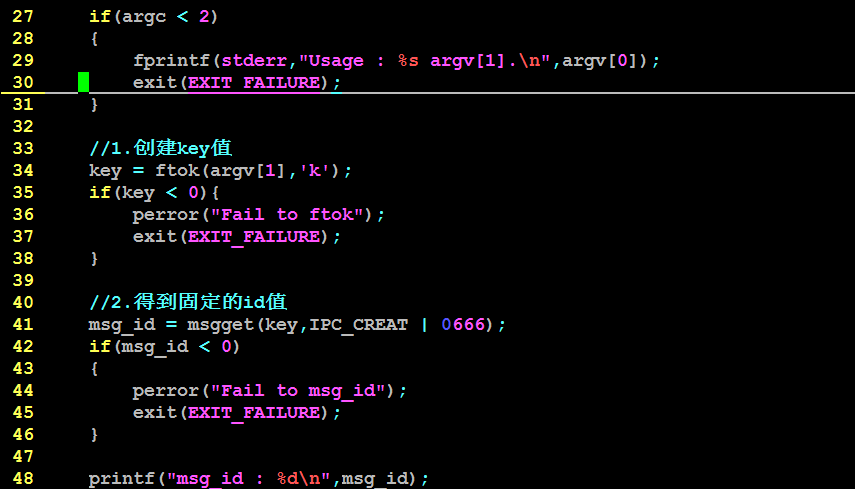 27     if(argc < 2)
28     {
29         fprintf(stderr,"Usage : %s argv[1].\n",argv[0]);
30         exit(EXIT_FAILURE);
31     }
32
33     //1.创建key值
34     key = ftok(argv[1],'k');
35     if(key < 0){
36         perror("Fail to ftok");
37         exit(EXIT_FAILURE);
38     }
39
40     //2.得到固定的id值
41     msg_id = msgget(key,IPC_CREAT | 0666);
42     if(msg_id < 0)
43     {
44         perror("Fail to msg_id");
45         exit(EXIT_FAILURE);
46     }
47
48     printf("msg_id : %d\n",msg_id);